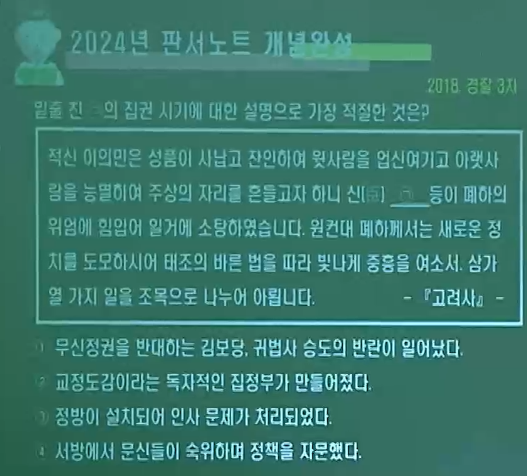 2024년 판서노트 개념완성
2018. 경찰 3차
밑줄 진 의 집권 시기에 대한 설명으로 가장 적절한 것은?
적신 이의민은 성품이 사납고 잔인하여 윗사람을 업신여기고 아랫사
람을 능멸하여 주상의 자리를 흔들고자 하니 신(臣) ㉠ 등이 폐하의
위업에 힘입어 일거에 소탕하였습니다. 원컨대 폐하께서는 새로운 정
치를 도모하시어 태조의 바른 법을 따라 빛나게 중흥을 여소서. 삼가
열 가지 일을 조목으로 나누어 아룁니다. - 『고려사』 -
① 무신정권을 반대하는 김보당, 귀법사 승도의 반란이 일어났다.
② 교정도감이라는 독자적인 집정부가 만들어졌다.
③ 정방이 설치되어 인사 문제가 처리되었다.
④ 서방에서 문신들이 숙위하며 정책을 자문했다.